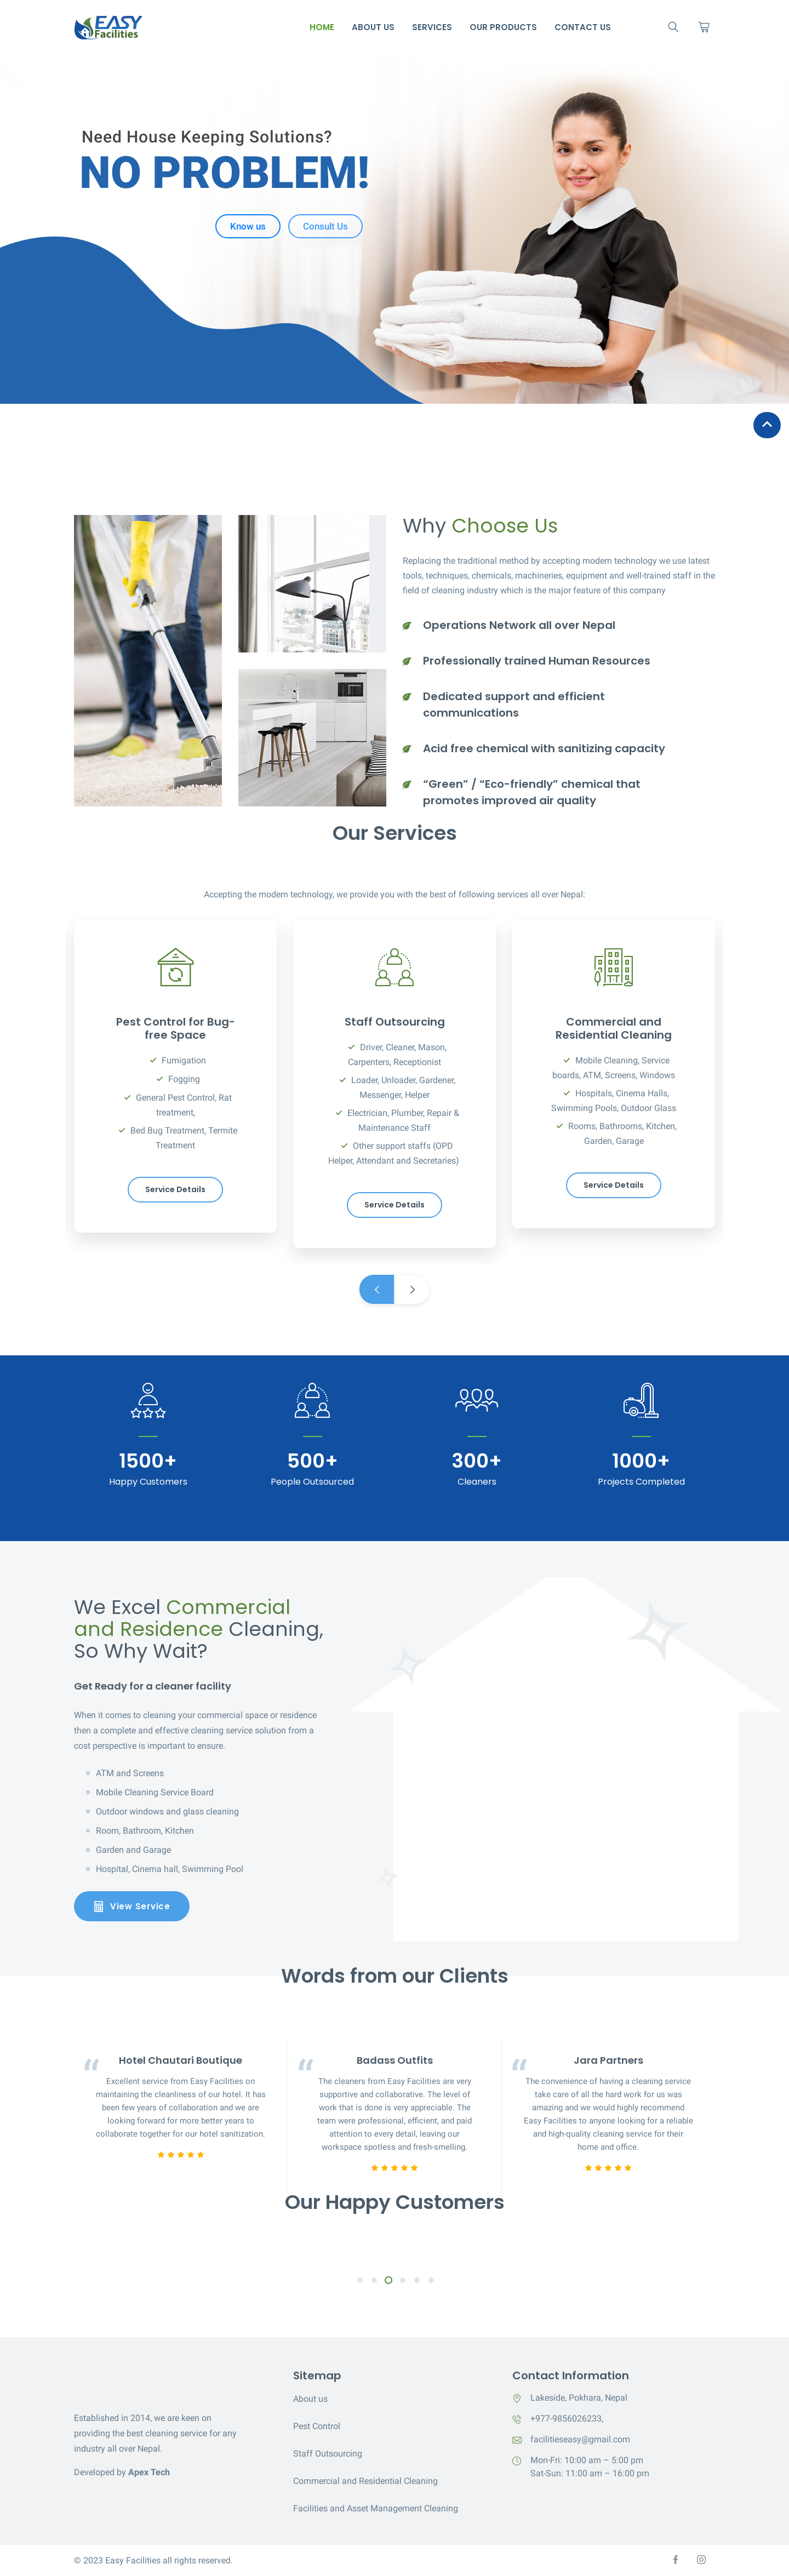 EASY
Facilities
HOME ABOUT US SERVICES OUR PRODUCTS CONTACT US
Need House Keeping Solutions?
NO PROBLEM!
Know us Consult Us
Why Choose Us
Replacing the traditional method by accepting modern technology we use latest
tools, techniques, chemicals, machineries, equipment and well-trained staff in the
field of cleaning industry which is the major feature of this company
Operations Network all over Nepal
Professionally trained Human Resources
Dedicated support and efficient
communications
Acid free chemical with sanitizing capacity
“Green” / “Eco-friendly” chemical that
promotes improved air quality
Our Services
Accepting the modern technology, we provide you with the best of following services all over Nepal:
Pest Control for Bug-
free Space
Fumigation
Fogging
General Pest Control, Rat
treatment,
Bed Bug Treatment, Termite
Treatment
Service Details
Staff Outsourcing
Driver, Cleaner, Mason,
Carpenters, Receptionist
Loader, Unloader, Gardener,
Messenger, Helper
Electrician, Plumber, Repair &
Maintenance Staff
Other support staffs (OPD
Helper, Attendant and Secretaries)
Service Details
Commercial and
Residential Cleaning
Mobile Cleaning, Service
boards, ATM, Screens, Windows
Hospitals, Cinema Halls,
Swimming Pools, Outdoor Glass
Rooms, Bathrooms, Kitchen,
Garden, Garage
Service Details
1500+
Happy Customers
500+
People Outsourced
300+
Cleaners
1000+
Projects Completed
We Excel Commercial
and Residence Cleaning,
So Why Wait?
Get Ready for a cleaner facility
When it comes to cleaning your commercial space or residence
then a complete and effective cleaning service solution from a
cost perspective is important to ensure.
ATM and Screens
Mobile Cleaning Service Board
Outdoor windows and glass cleaning
Room, Bathroom, Kitchen
Garden and Garage
Hospital, Cinema hall, Swimming Pool
View Service
Words from our Clients
Hotel Chautari Boutique
Excellent service from Easy Facilities on
maintaining the cleanliness of our hotel. It has
been few years of collaboration and we are
looking forward for more better years to
collaborate together for our hotel sanitization.
Badass Outfits
The cleaners from Easy Facilities are very
supportive and collaborative. The level of
work that is done is very appreciable. The
team were professional, efficient, and paid
attention to every detail, leaving our
workspace spotless and fresh-smelling.
Jara Partners
The convenience of having a cleaning service
take care of all the hard work for us was
amazing and we would highly recommend
Easy Facilities to anyone looking for a reliable
and high-quality cleaning service for their
home and office.
Our Happy Customers
Established in 2014, we are keen on
providing the best cleaning service for any
industry all over Nepal.
Developed by Apex Tech
Sitemap
About us
Pest Control
Staff Outsourcing
Commercial and Residential Cleaning
Facilities and Asset Management Cleaning
Contact Information
Lakeside, Pokhara, Nepal
+977-9856026233,
facilitieseasy@gmail.com
Mon-Fri: 10:00 am – 5:00 pm
Sat-Sun: 11:00 am – 16:00 pm
© 2023 Easy Facilities all rights reserved.